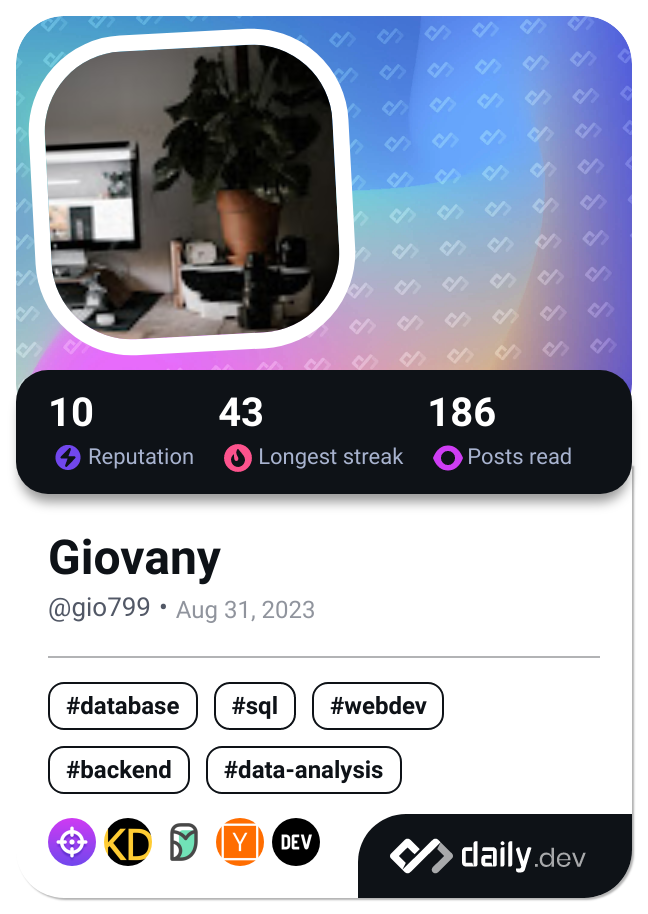 10 43 186
Reputation Longest streak Posts read
Giovany
@gio799 • Aug 31, 2023
#database #sql #webdev
#backend #data-analysis
KD Y DEV
daily.dev